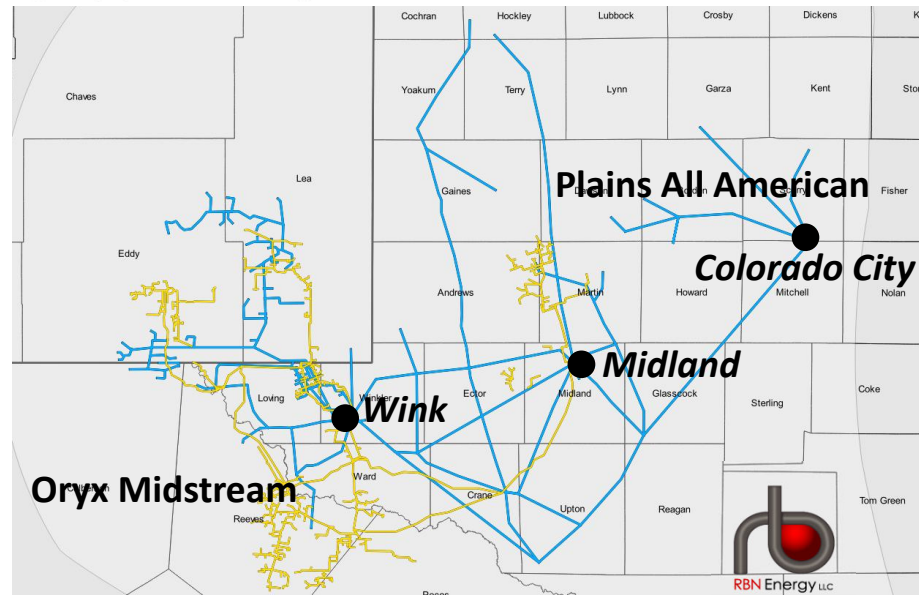 Cochran
Hockley
Lubbock
Crosby
Dickens
K
Chaves
Yoakum
Terry
Lynn
Garza
Kent
Ston
Lea
Gaines
Plains All American
Fisher
Eddy
Colorado City
Andrews
Martin
Howard
Mitchell
Nolan
Midland
Loving
Winkler
Wink
Ector
Midland
Glasscock
Sterling
Coke
Oryx Midstream
Ward
Crane
Upton
Reagan
Tom Green
Reeves
RBN Energy LLC